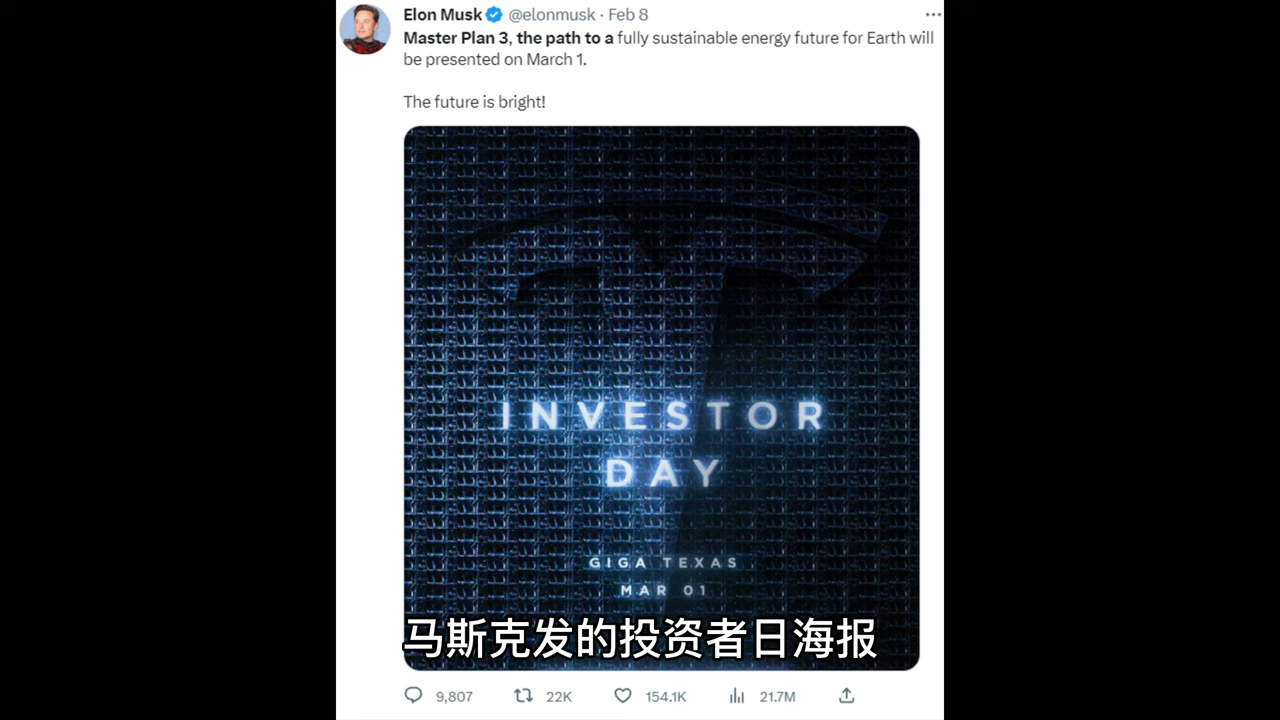 Elon Musk @elonmusk · Feb 8
Master Plan 3, the path to a fully sustainable energy future for Earth will
be presented on March 1.
The future is bright!
INVESTOR
DAY
GIGA TEXAS
MAR 01
马斯克发的投资者日海报
9,807 22K 154.1K 21.7M